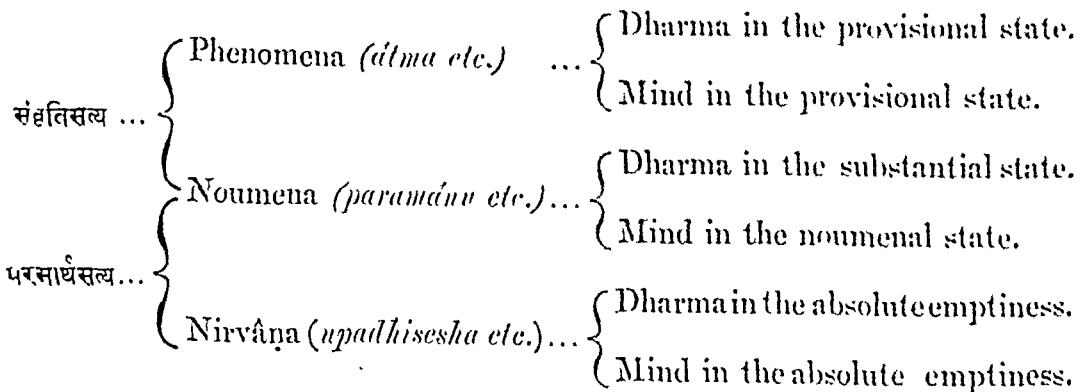 Dharma in the provisional state.
Phenomena (átma etc.) ...
Mind in the provisional state.
संवृतिसत्य ...
Dharma in the substantial state.
Noumena (paramánu etc.) ...
Mind in the noumenal state.
परमार्थसत्य...
Dharma in the absolute emptiness.
Nirvâṇa (upadhisesha etc.) ...
Mind in the absolute emptiness.